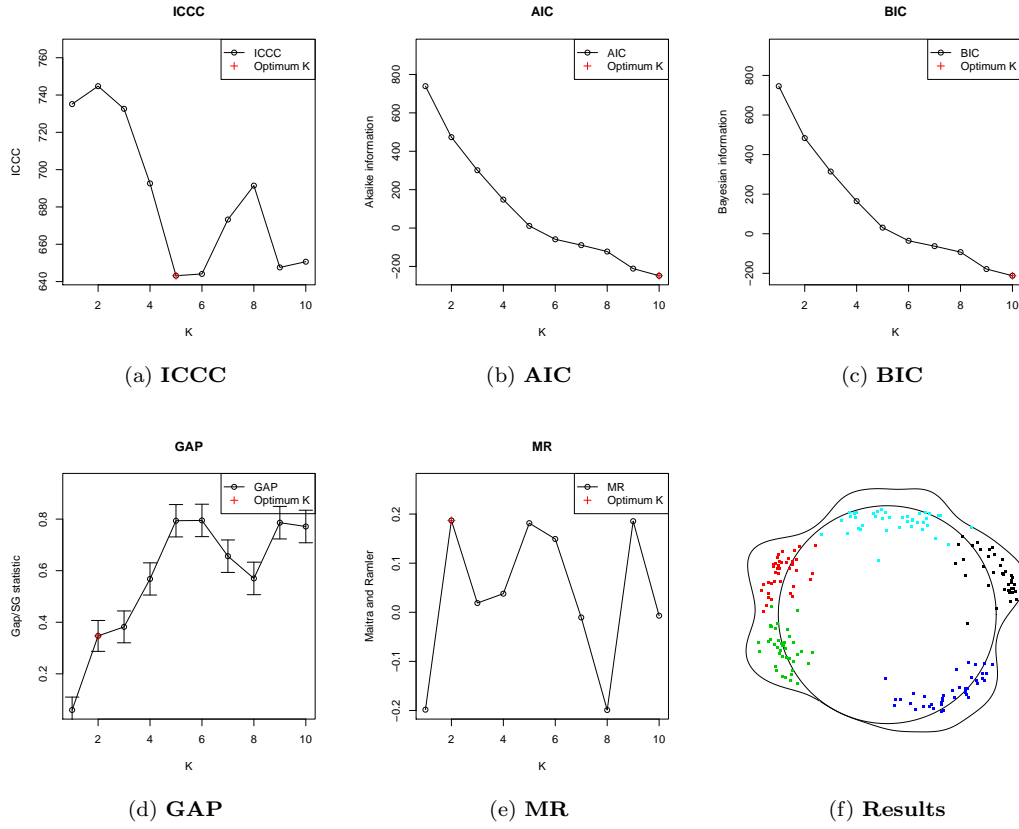 ICCC
ICCC
Optimum K
ICCC
640 660 680 700 720 740 760
2 4 6 8 10
K
(a) ICCC
AIC
AIC
Optimum K
Akaike information
−200 0 200 400 600 800
2 4 6 8 10
K
(b) AIC
BIC
BIC
Optimum K
Bayesian information
−200 0 200 400 600 800
2 4 6 8 10
K
(c) BIC
GAP
GAP
Optimum K
Gap/SG statistic
0.2 0.4 0.6 0.8
2 4 6 8 10
K
(d) GAP
MR
MR
Optimum K
Maitra and Ramler
−0.2 −0.1 0.0 0.1 0.2
2 4 6 8 10
K
(e) MR
(f) Results